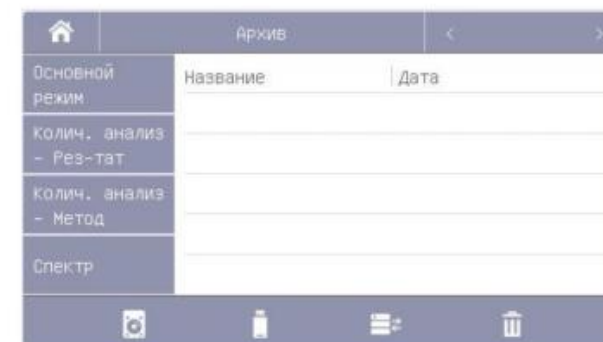 Архив
<
>
Основной
режим
Название
Дата
Колич. анализ
- Рез-тат
Колич. анализ
- Метод
Спектр